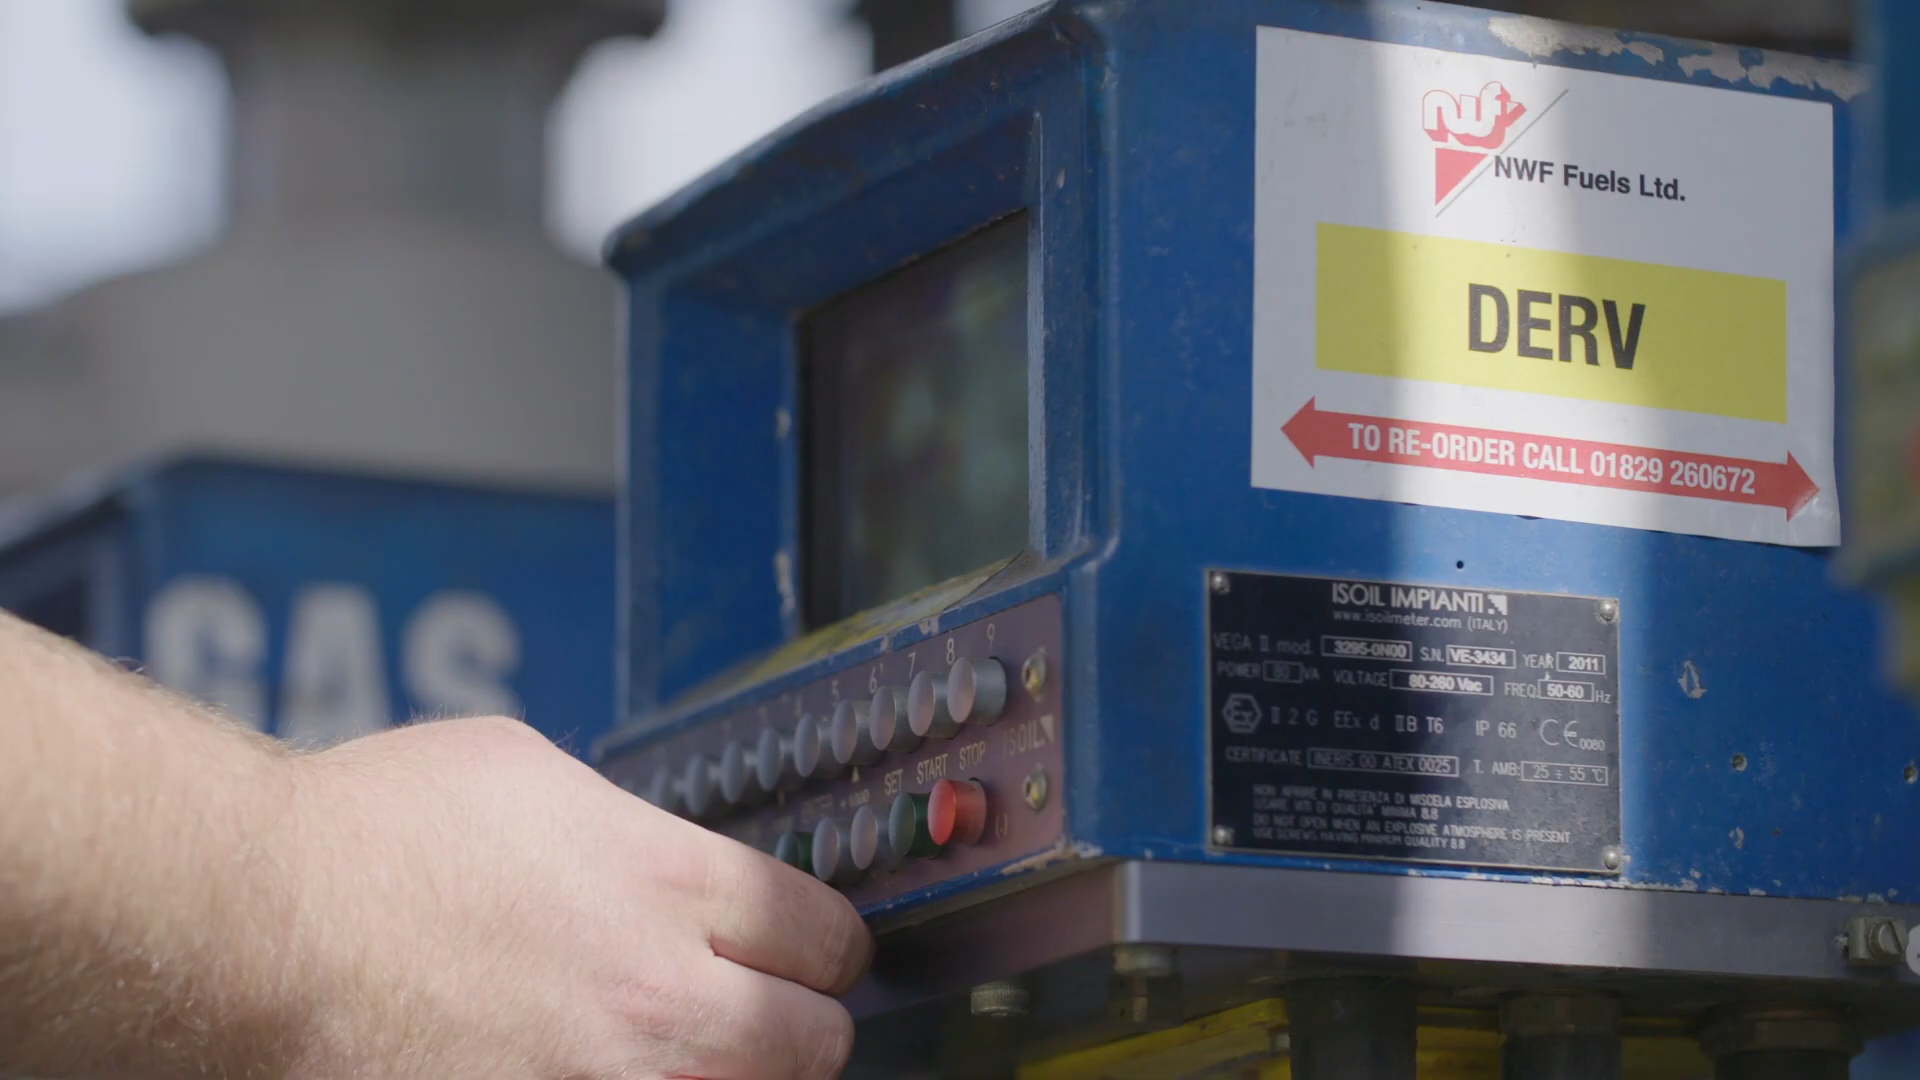 nwf
NWF Fuels Ltd.
DERV
TO RE-ORDER CALL 01829 260672
GAS
ISOIL IMPIANTI
www.isoilmeter.com (ITALY)
VEGA II mod. 3295-0N00 S.N. VE-3434 YEAR 2011
POWER 80 VA VOLTAGE 80-260 Vac FREQ 50-60 Hz
Ex II 2 G EEx d IIB T6 IP 66 CE 0080
CERTIFICATE INERIS 00 ATEX 0025 T. AMB: 25 ÷ 55 °C
NON APRIRE IN PRESENZA DI MISCELA ESPLOSIVA
USARE VITI DI QUALITA' MINIMA 8.8
DO NOT OPEN WHEN AN EXPLOSIVE ATMOSPHERE IS PRESENT
USE SCREWS HAVING MINIMUM QUALITY 8.8
5 6 7 8 9
ISOIL
SET START STOP
(-)